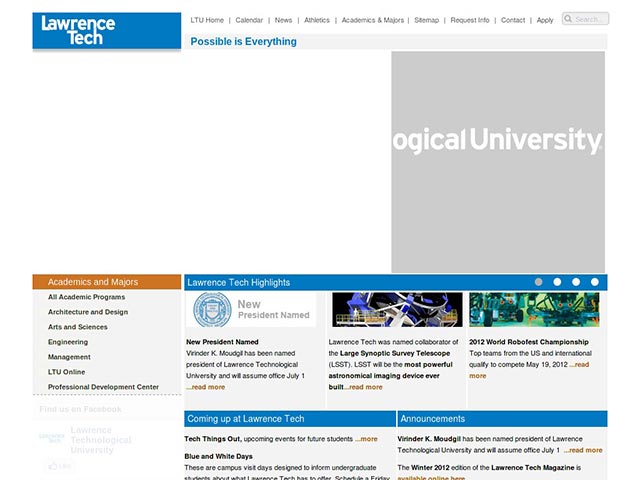 Lawrence
Tech
LTU Home | Calendar | News | Athletics | Academics & Majors | Sitemap | Request Info | Contact | Apply
Search...
Possible is Everything
ogical University
Academics and Majors
All Academic Programs
Architecture and Design
Arts and Sciences
Engineering
Management
LTU Online
Professional Development Center
Find us on Facebook
Lawrence
Technological
University
Like
Lawrence Tech Highlights
New
President Named
New President Named
Virinder K. Moudgil has been named
president of Lawrence Technological
University and will assume office July 1
...read more
Lawrence Tech was named collaborator of
the Large Synoptic Survey Telescope
(LSST). LSST will be the most powerful
astronomical imaging device ever
built...read more
2012 World Robofest Championship
Top teams from the US and international
qualify to compete May 19, 2012 ...read
more
Coming up at Lawrence Tech
Tech Things Out, upcoming events for future students ...more
Blue and White Days
These are campus visit days designed to inform undergraduate
students about what Lawrence Tech has to offer. Schedule a Friday
Announcements
Virinder K. Moudgil has been named president of Lawrence
Technological University and will assume office July 1 ...read more
The Winter 2012 edition of the Lawrence Tech Magazine is
available online here